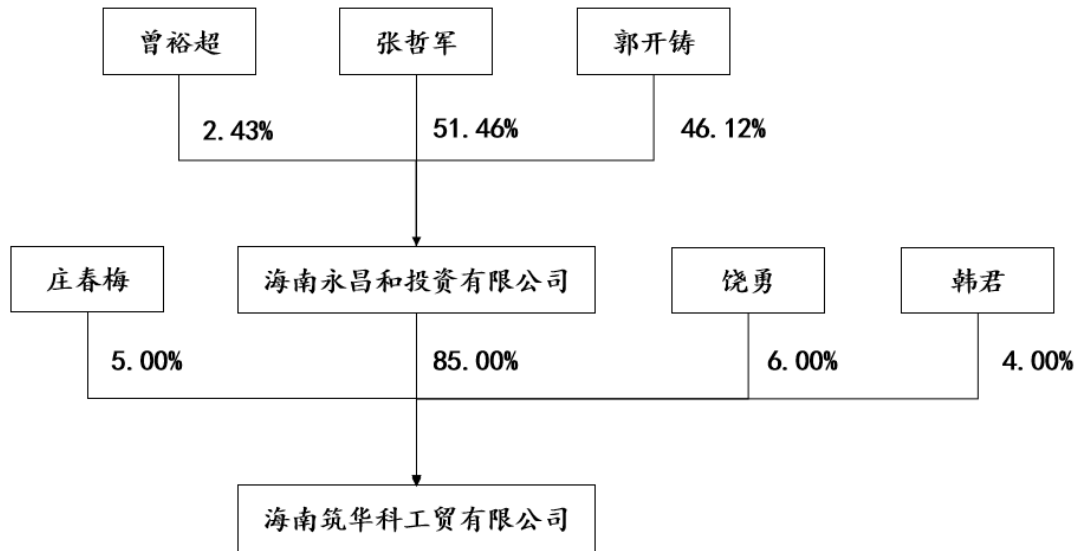 曾裕超 张哲军 郭开铸
2.43% 51.46% 46.12%
庄春梅 海南永昌和投资有限公司 饶勇 韩君
5.00% 85.00% 6.00% 4.00%
海南筑华科工贸有限公司